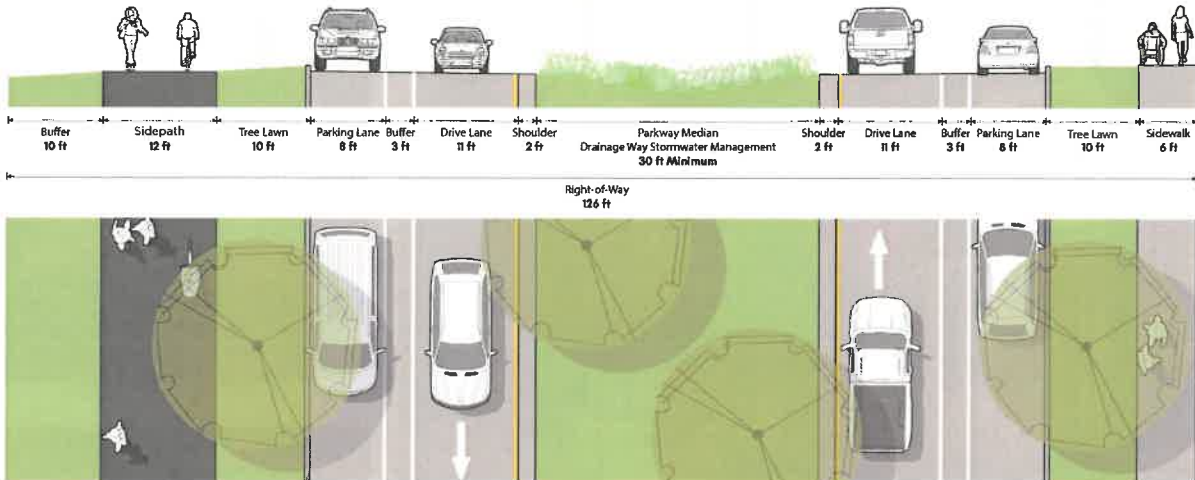 Buffer
10 ft
Sidepath
12 ft
Tree Lawn
10 ft
Parking Lane
8 ft
Buffer
3 ft
Drive Lane
11 ft
Shoulder
2 ft
Parkway Median
Drainage Way Stormwater Management
30 ft Minimum
Shoulder
2 ft
Drive Lane
11 ft
Buffer
3 ft
Parking Lane
8 ft
Tree Lawn
10 ft
Sidewalk
6 ft
Right-of-Way
126 ft